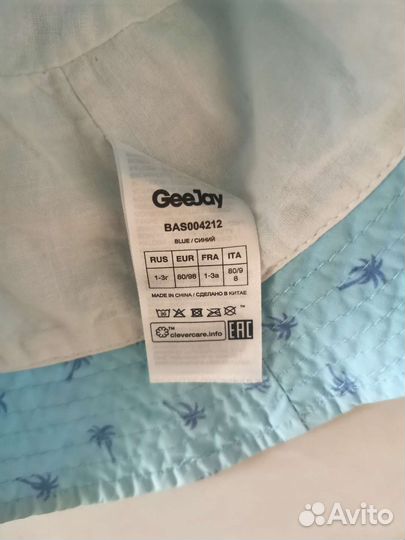 GeeJay
BAS004212
BLUE / СИНИЙ
RUS EUR FRA ITA
1-3г 80/98 1-3a 80/9
8
MADE IN CHINA / СДЕЛАНО В КИТАЕ
TM clevercare.info EAC
Avito